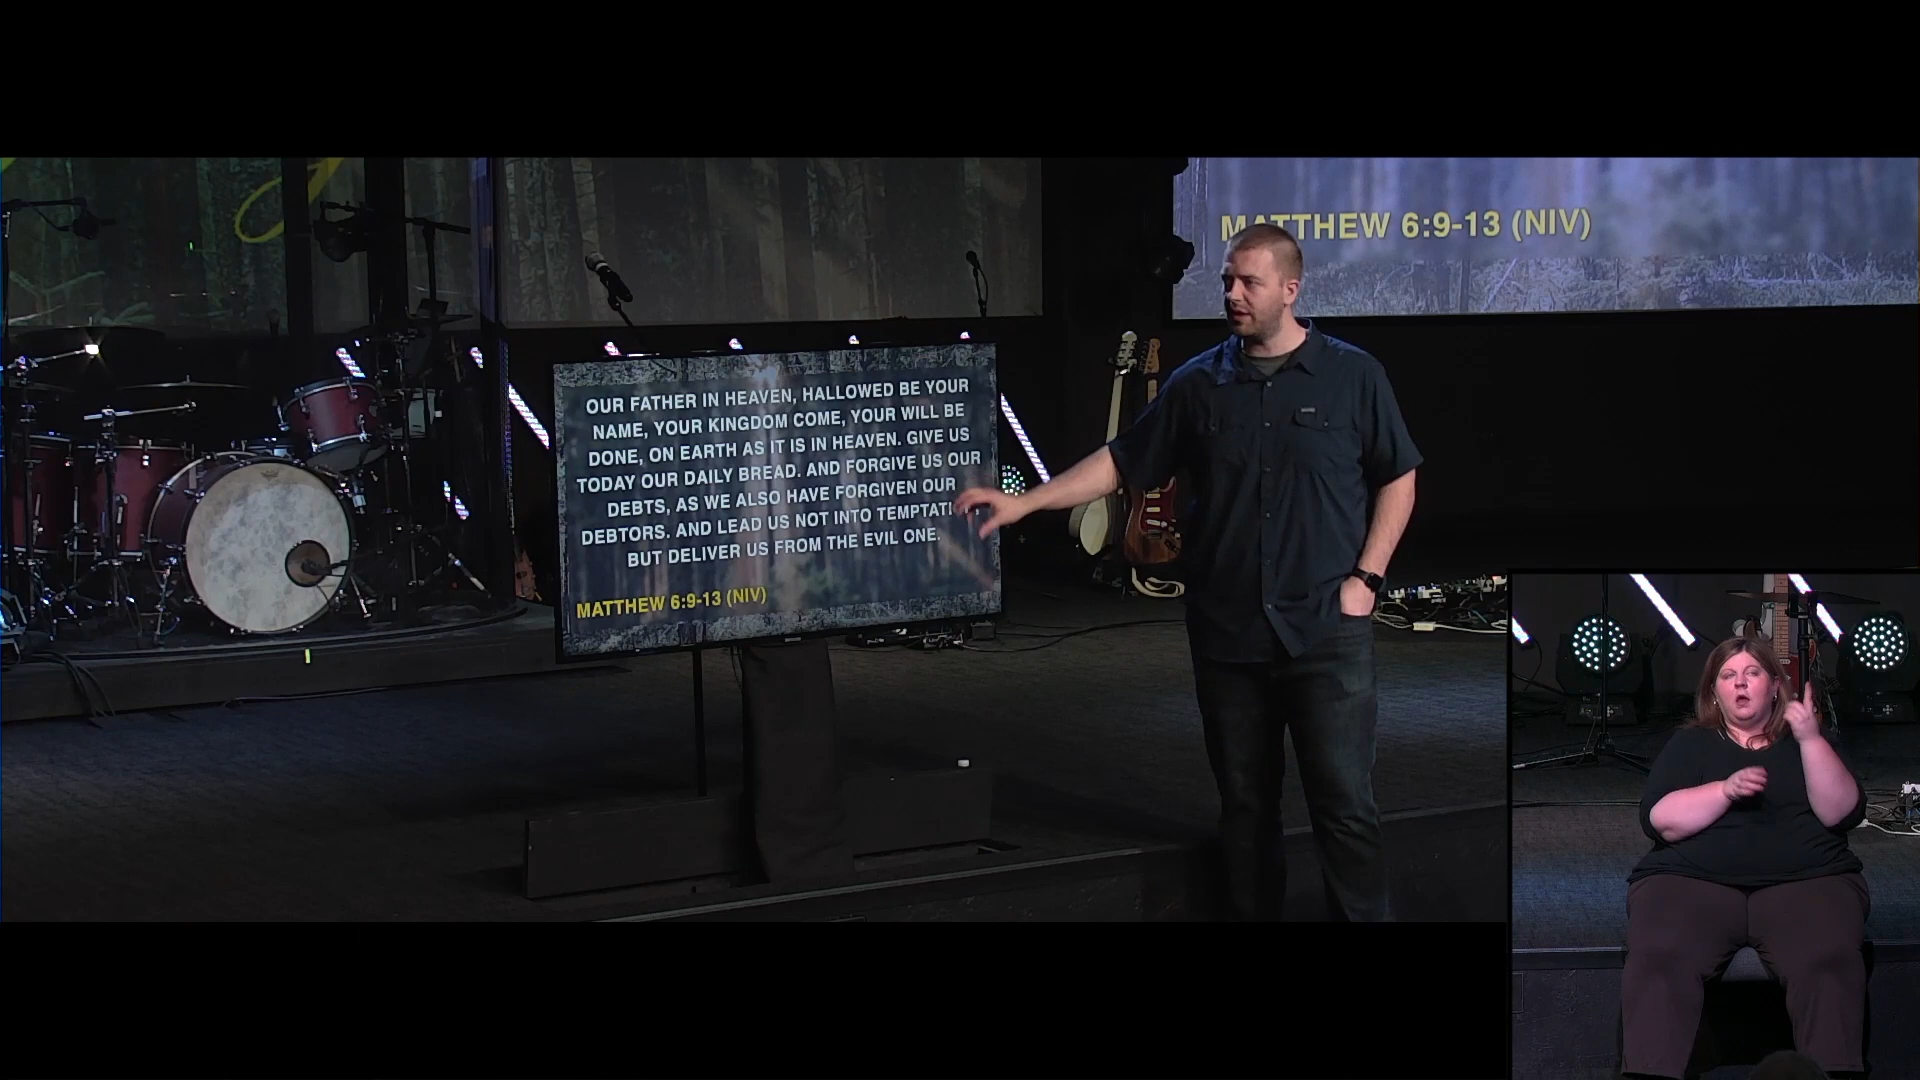 MATTHEW 6:9-13 (NIV)
OUR FATHER IN HEAVEN, HALLOWED BE YOUR
NAME, YOUR KINGDOM COME, YOUR WILL BE
DONE, ON EARTH AS IT IS IN HEAVEN. GIVE US
TODAY OUR DAILY BREAD. AND FORGIVE US OUR
DEBTS, AS WE ALSO HAVE FORGIVEN OUR
DEBTORS. AND LEAD US NOT INTO TEMPTATI
BUT DELIVER US FROM THE EVIL ONE.
MATTHEW 6:9-13 (NIV)